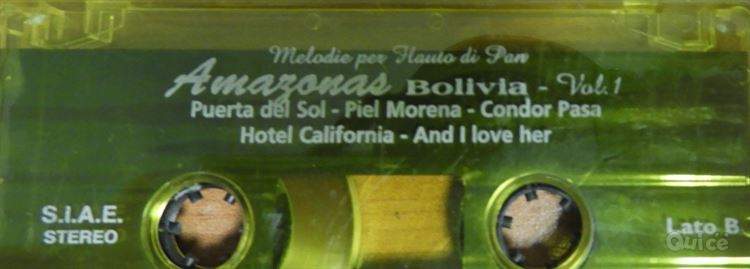 Melodie per Flauto di Pan
Amazonas Bolivia - Vol. 1
Puerta del Sol - Piel Morena - Condor Pasa
Hotel California - And I love her
S.I.A.E.
STEREO
Lato B
Quice